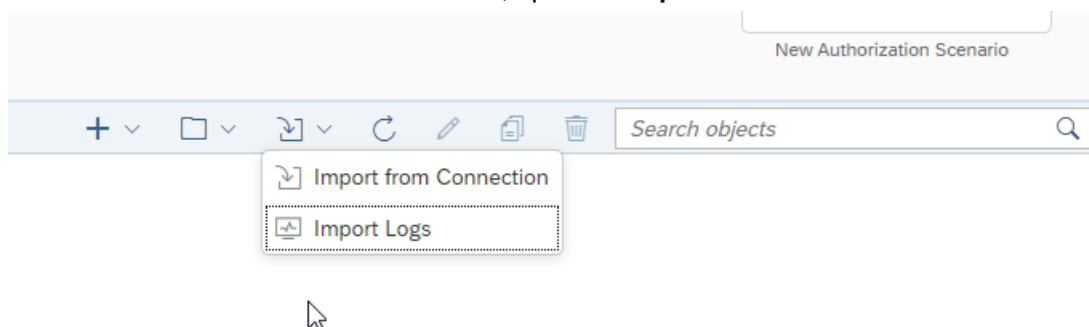 New Authorization Scenario
Search objects
Import from Connection
Import Logs